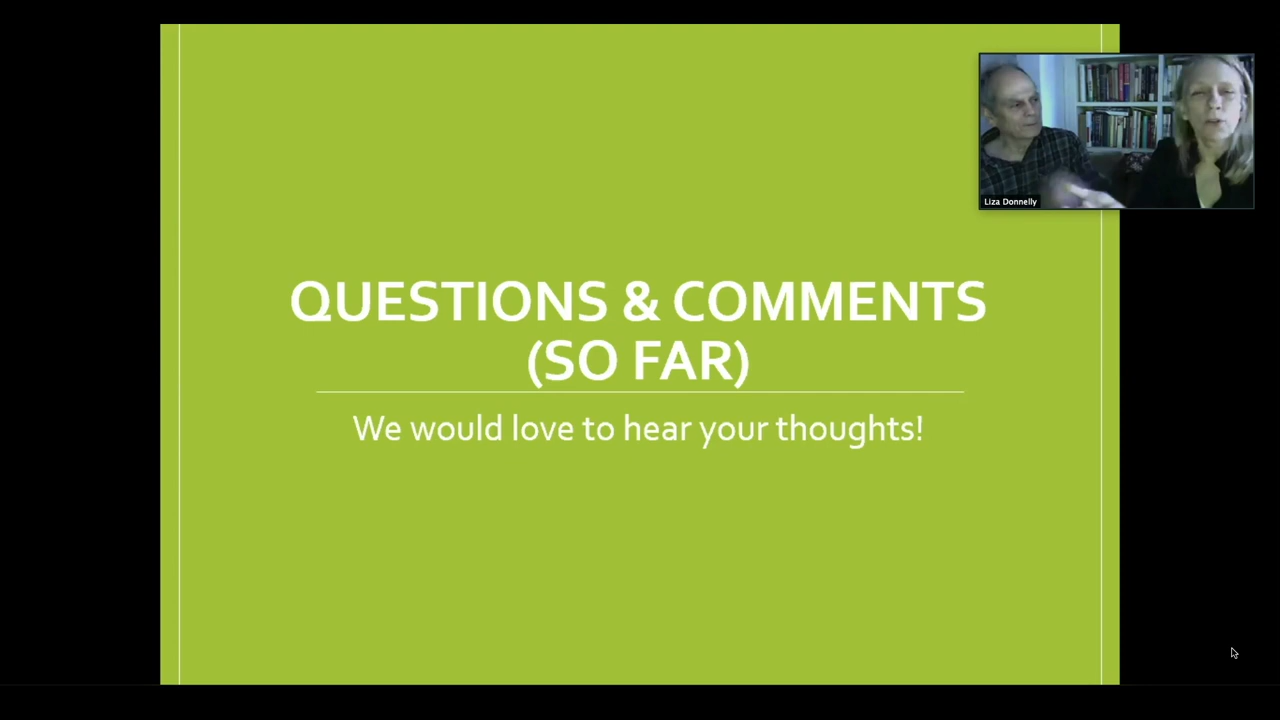 QUESTIONS & COMMENTS
(SO FAR)
We would love to hear your thoughts!
Liza Donnelly